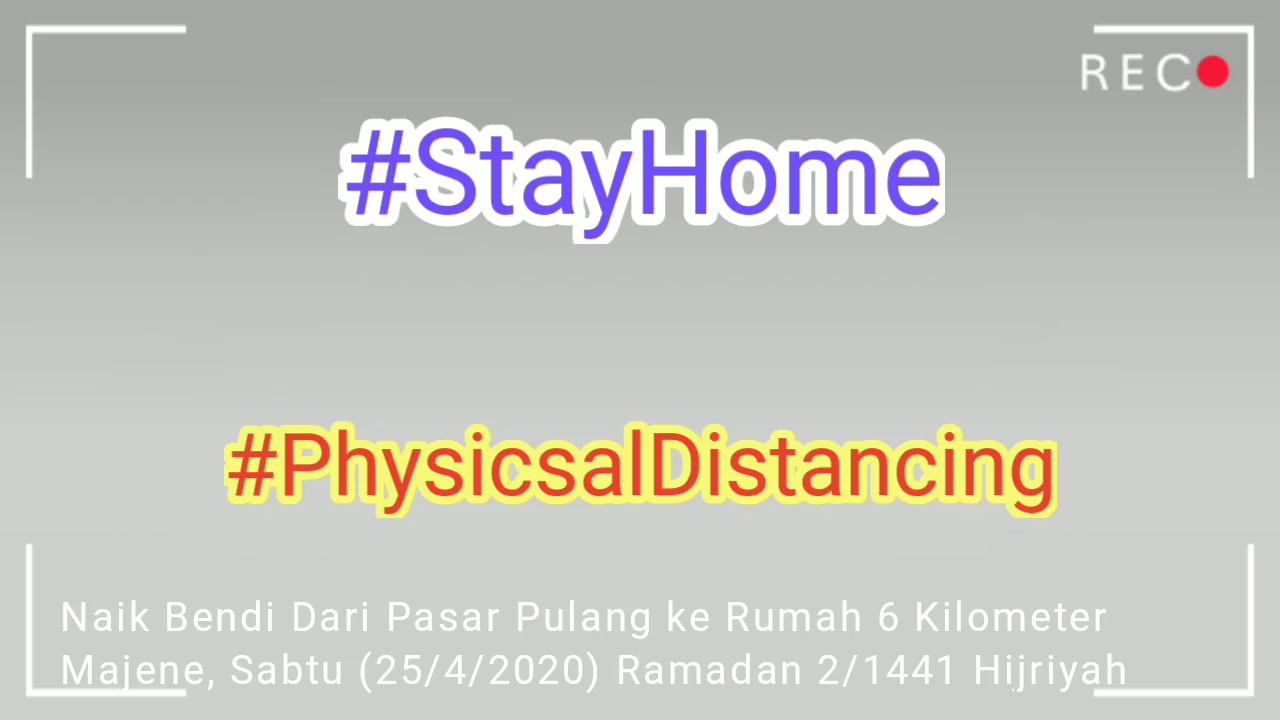 REC
#StayHome
#PhysicsalDistancing
Naik Bendi Dari Pasar Pulang ke Rumah 6 Kilometer
Majene, Sabtu (25/4/2020) Ramadan 2/1441 Hijriyah